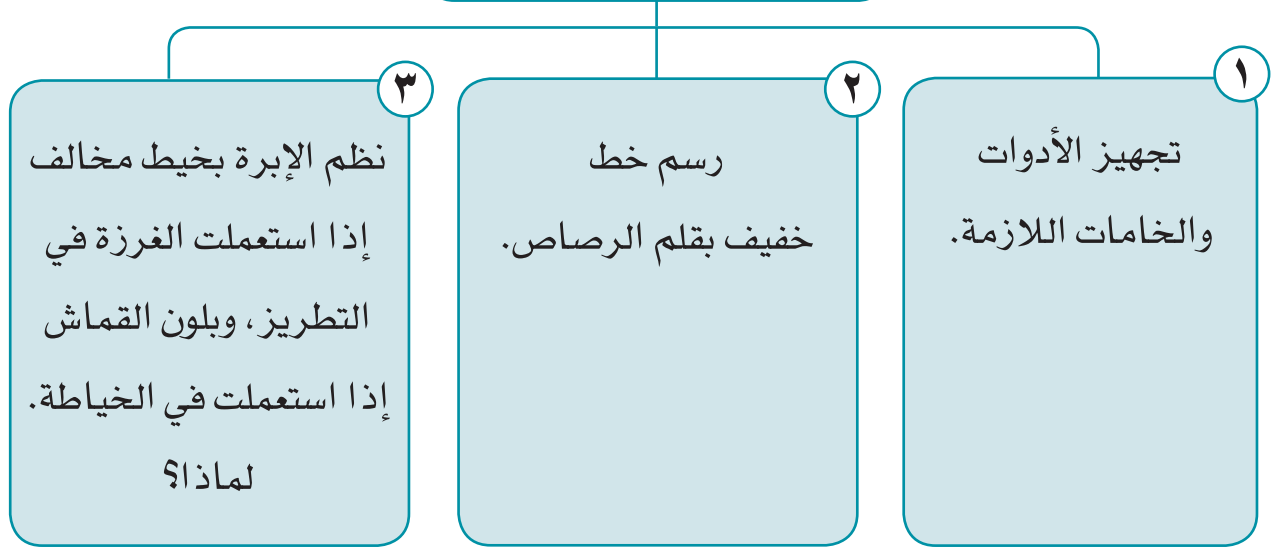 ١
تجهيز الأدوات
والخامات اللازمة.
٢
رسم خط
خفيف بقلم الرصاص.
٣
نظم الإبرة بخيط مخالف
إذا استعملت الغرزة في
التطريز، وبلون القماش
إذا استعملت في الخياطة.
لماذا؟